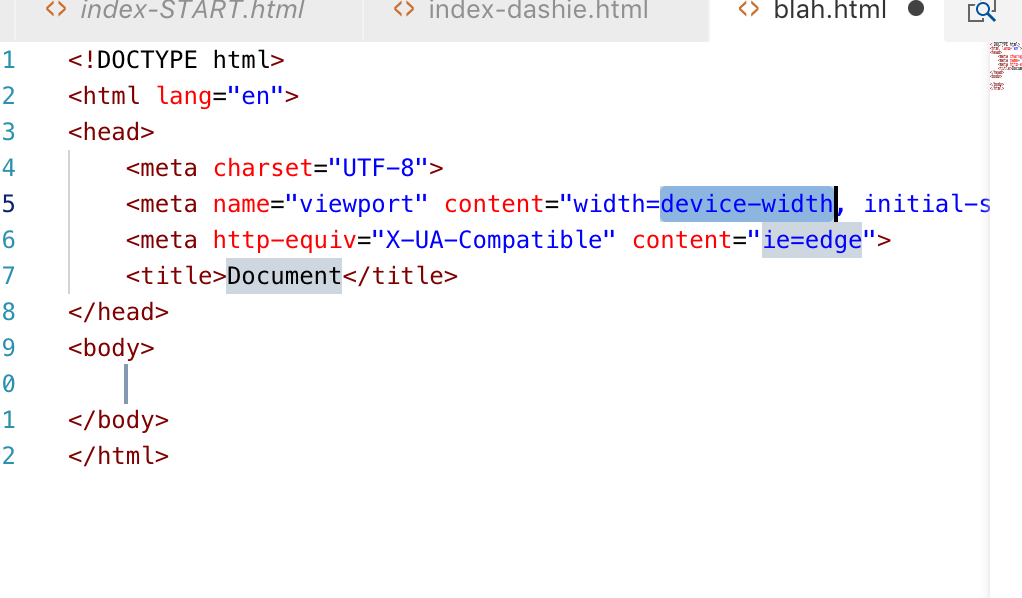 index-START.html index-dashie.html blah.html
1 <!DOCTYPE html>
2 <html lang="en">
3 <head>
4 <meta charset="UTF-8">
5 <meta name="viewport" content="width=device-width, initial-s
6 <meta http-equiv="X-UA-Compatible" content="ie=edge">
7 <title>Document</title>
8 </head>
9 <body>
0
1 </body>
2 </html>